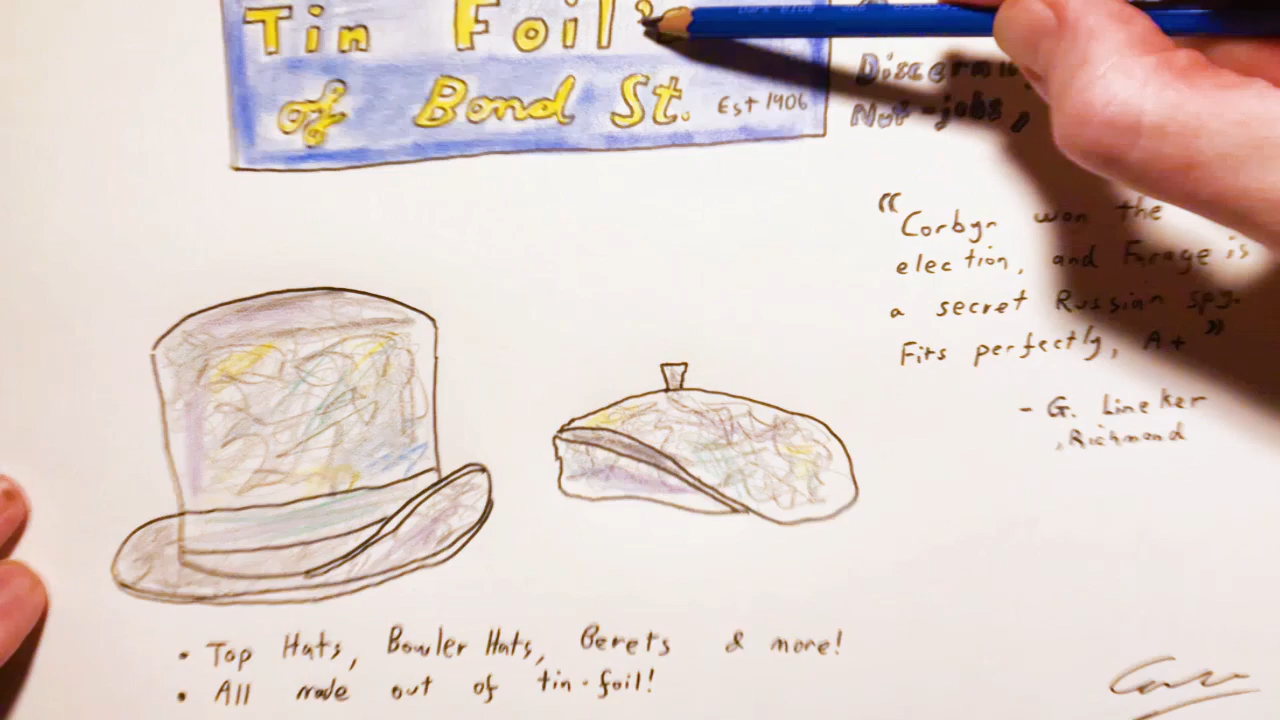 Tin Foil's
of Bond St. Est 1906
Discerning
Nut-jobs,
"Corbyn won the
election, and Farage is
a secret Russian spy.
Fits perfectly, A+"
- G. Lineker
,Richmond
• Top Hats, Bowler Hats, Berets & more!
• All made out of tin-foil!